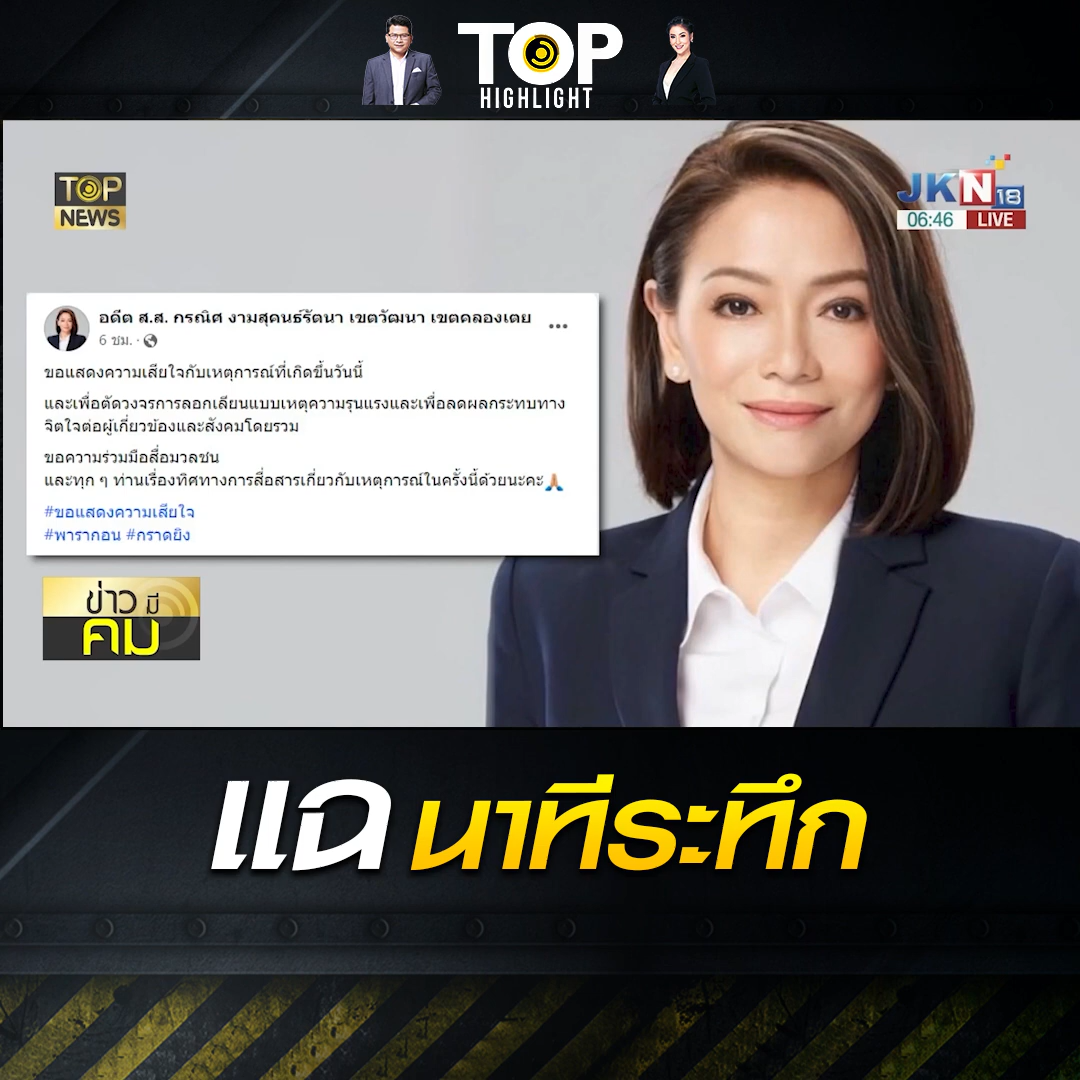 TOP
HIGHLIGHT
TOP
NEWS
JKN18
06:46 LIVE
อดีต ส.ส. กรณิศ งามสุคนธ์รัตนา เขตวัฒนา เขตคลองเตย
6 ชม.
ขอแสดงความเสียใจกับเหตุการณ์ที่เกิดขึ้นวันนี้
และเพื่อตัดวงจรการลอกเลียนแบบเหตุความรุนแรงและเพื่อลดผลกระทบทาง
จิตใจต่อผู้เกี่ยวข้องและสังคมโดยรวม
ขอความร่วมมือสื่อมวลชน
และทุก ๆ ท่านเรื่องทิศทางการสื่อสารเกี่ยวกับเหตุการณ์ในครั้งนี้ด้วยนะคะ🙏
#ขอแสดงความเสียใจ
#พารากอน #กราดยิง
ข่าวมี
คม
แฉ นาทีระทึก